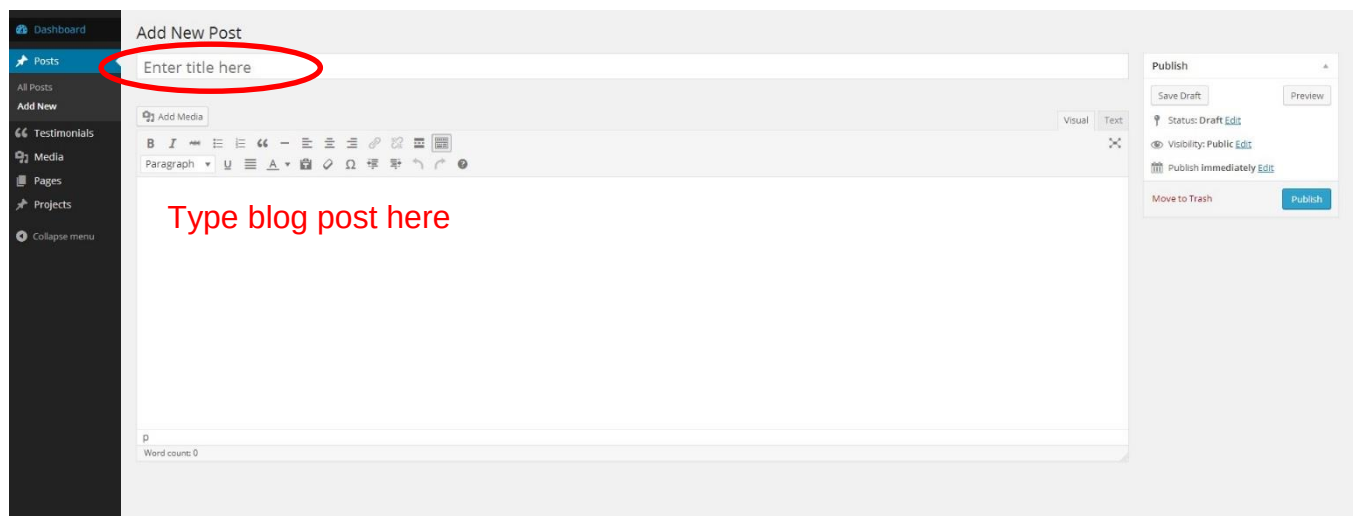 Dashboard
Posts
All Posts
Add New
Testimonials
Media
Pages
Projects
Collapse menu
Add New Post
Enter title here
Add Media
Visual Text
B I ABC U A Ω
Paragraph
Type blog post here
p
Word count: 0
Publish
Save Draft Preview
Status: Draft Edit
Visibility: Public Edit
Publish immediately Edit
Move to Trash Publish